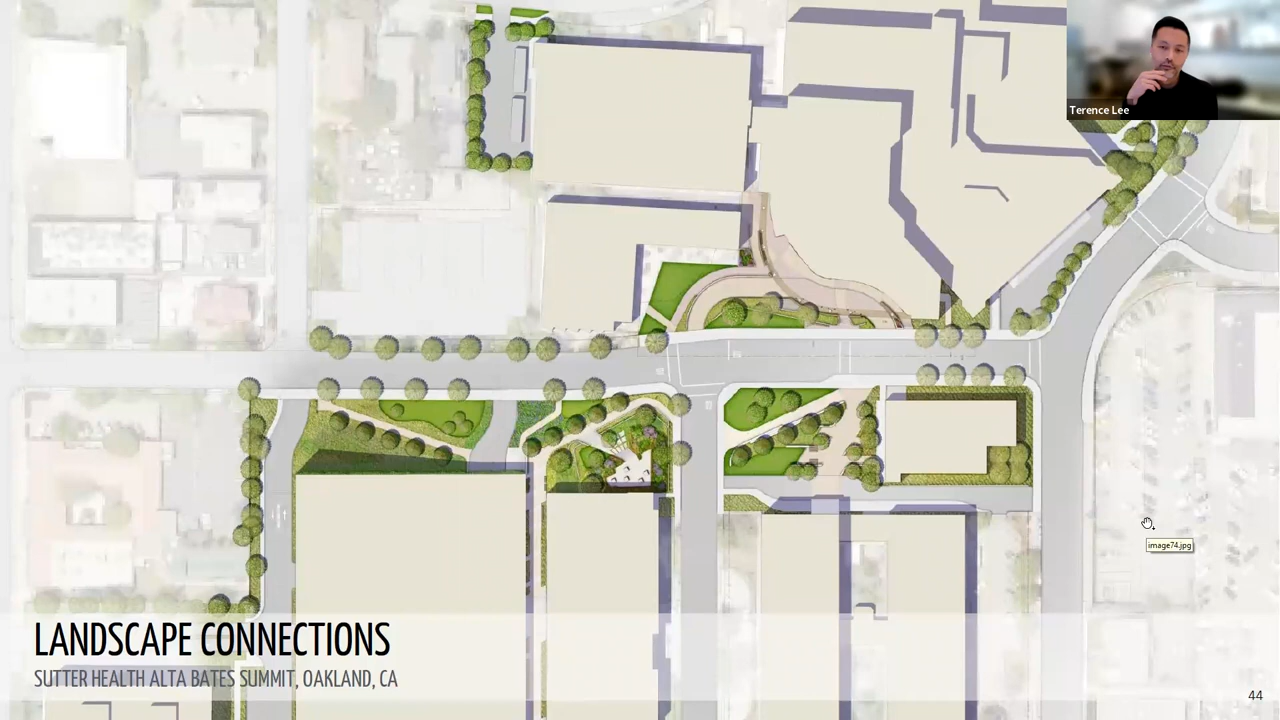 Terence Lee
image74.jpg
LANDSCAPE CONNECTIONS
SUTTER HEALTH ALTA BATES SUMMIT, OAKLAND, CA
44